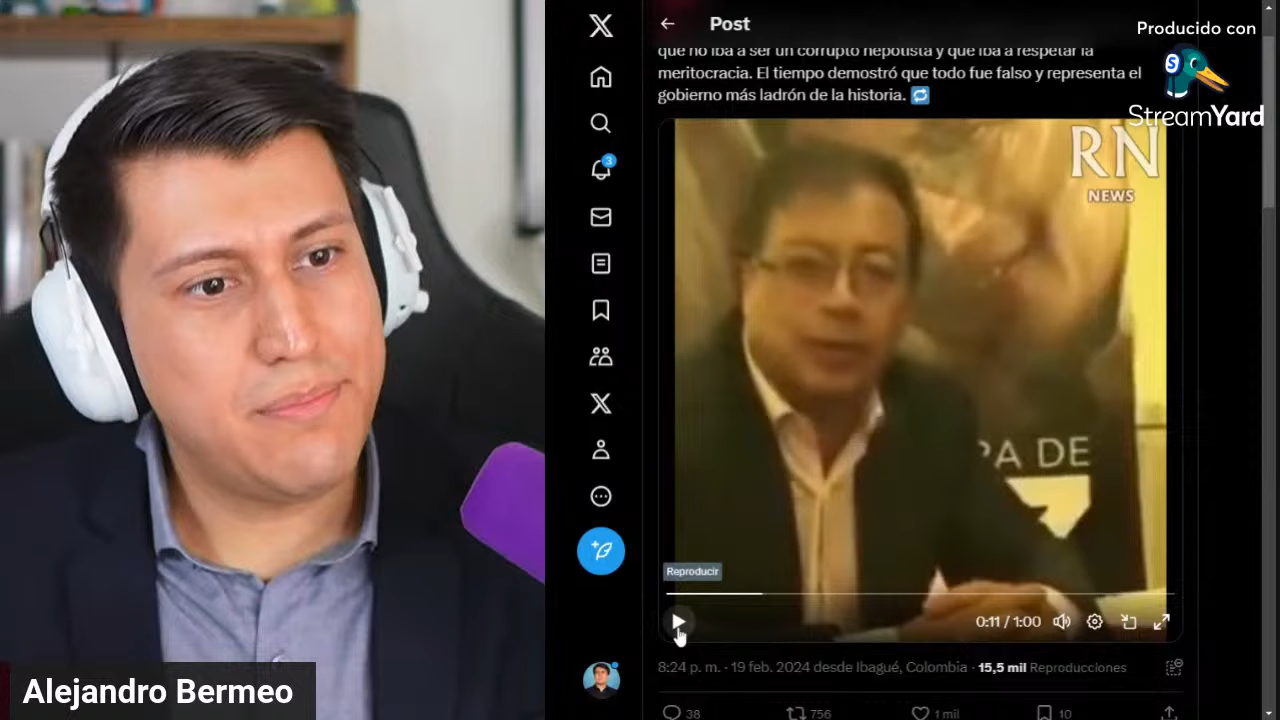 Post
Producido con
StreamYard
que no iba a ser un corrupto nepotista y que iba a respetar la
meritocracia. El tiempo demostró que todo fue falso y representa el
gobierno más ladrón de la historia.
RN
NEWS
3
PA DE
Reproducir
0:11 / 1:00
8:24 p. m. · 19 feb. 2024 desde Ibagué, Colombia · 15,5 mil Reproducciones
38 756 1 mil 10
Alejandro Bermeo